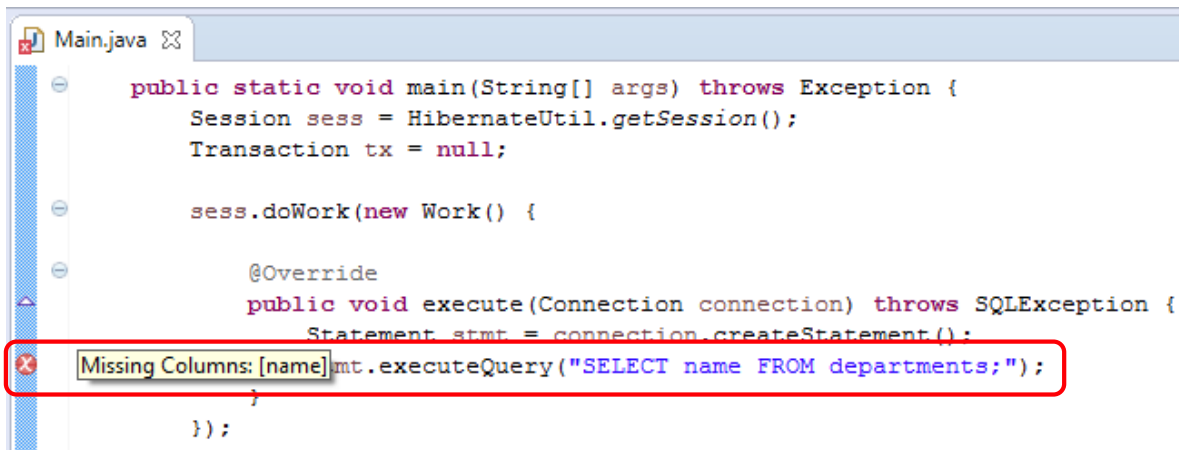 Main.java
public static void main(String[] args) throws Exception {
Session sess = HibernateUtil.getSession();
Transaction tx = null;
sess.doWork(new Work() {
@Override
public void execute(Connection connection) throws SQLException {
Statement stmt = connection.createStatement();
Missing Columns: [name] mt.executeQuery("SELECT name FROM departments;");
}
});